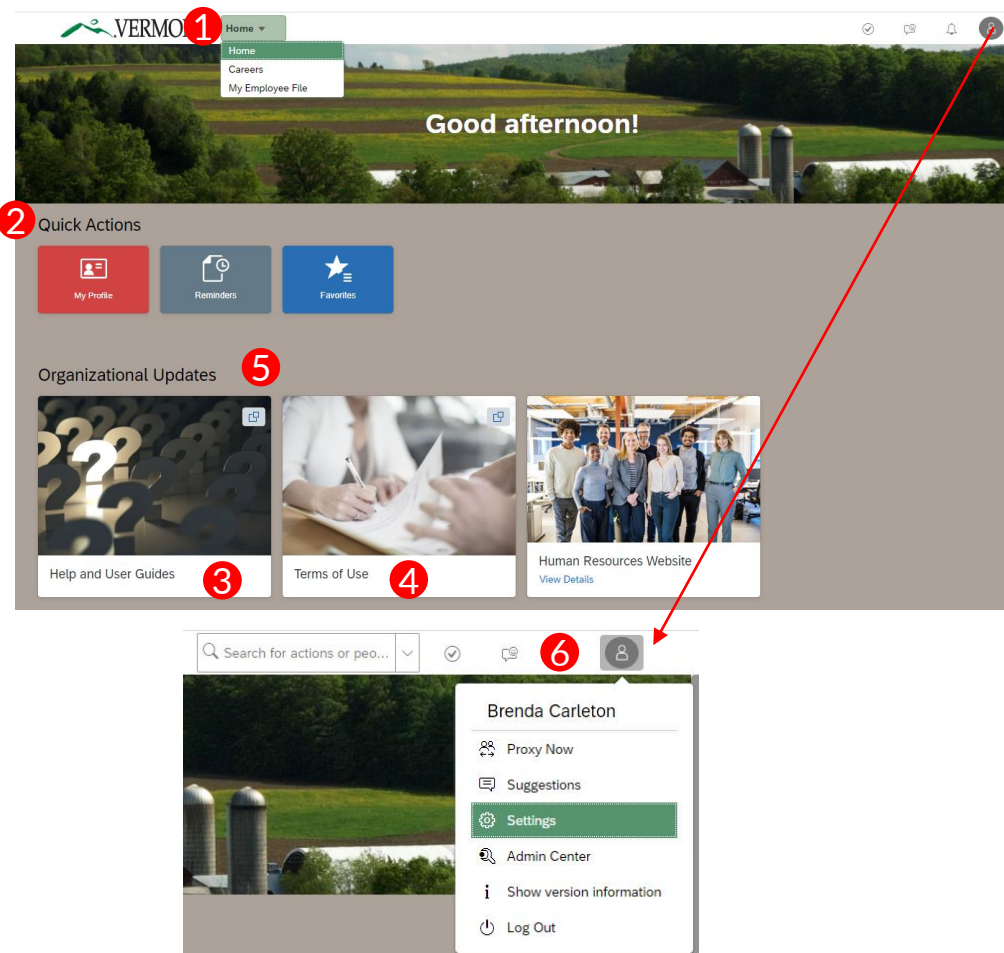 1
VERMO
Home
Home
Careers
My Employee File
Good afternoon!
2
Quick Actions
My Profile
Reminders
Favorites
Organizational Updates
5
Help and User Guides
3
Terms of Use
4
Human Resources Website
View Details
Search for actions or peo...
6
Brenda Carleton
Proxy Now
Suggestions
Settings
Admin Center
Show version information
Log Out